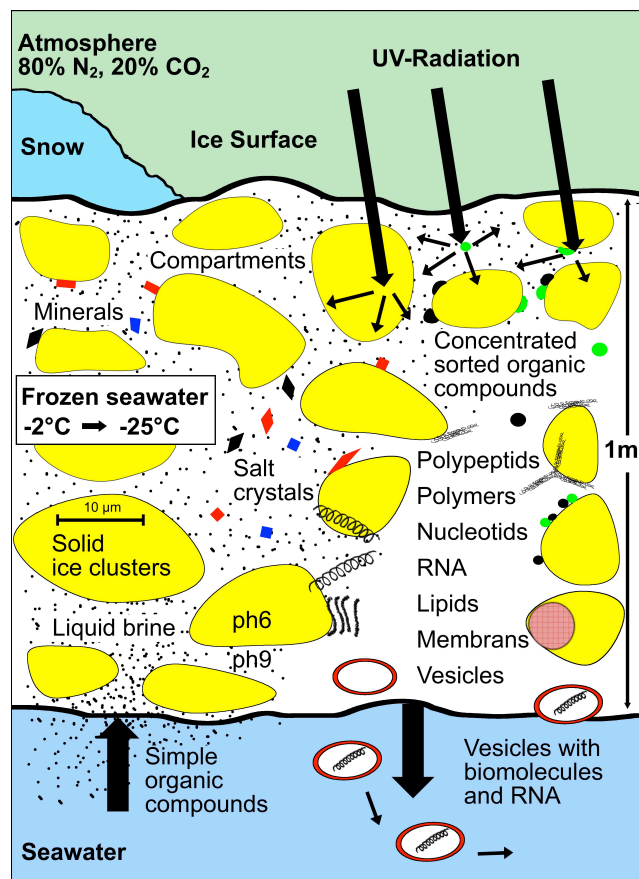 Atmosphere
80% N₂, 20% CO₂
UV-Radiation
Snow
Ice Surface
Compartments
Minerals
Concentrated
sorted organic
compounds
Frozen seawater
-2°C → -25°C
1m
Salt
crystals
Polypeptids
Polymers
10 µm
Solid
ice clusters
Nucleotids
RNA
Lipids
Liquid brine
ph6
Membrans
ph9
Vesicles
Simple
organic
compounds
Vesicles with
biomolecules
and RNA
Seawater